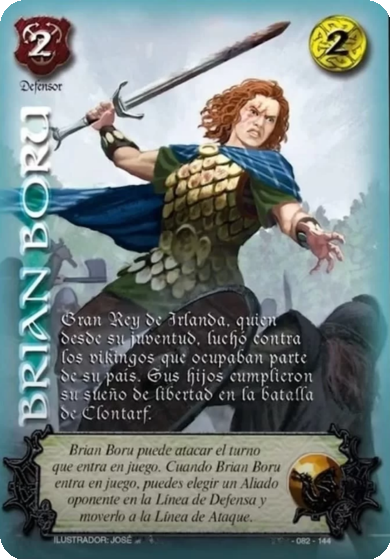 2
2
Defensor
BRIAN BORU
Gran Rey de Irlanda, quien
desde su juventud, luchó contra
los vikingos que ocupaban parte
de su país. Sus hijos cumplieron
su sueño de libertad en la batalla
de Clontarf.
Brian Boru puede atacar el turno
que entra en juego. Cuando Brian Boru
entra en juego, puedes elegir un Aliado
oponente en la Línea de Defensa y
moverlo a la Línea de Ataque.
ILUSTRADOR: JOSÉ
- 082 - 144